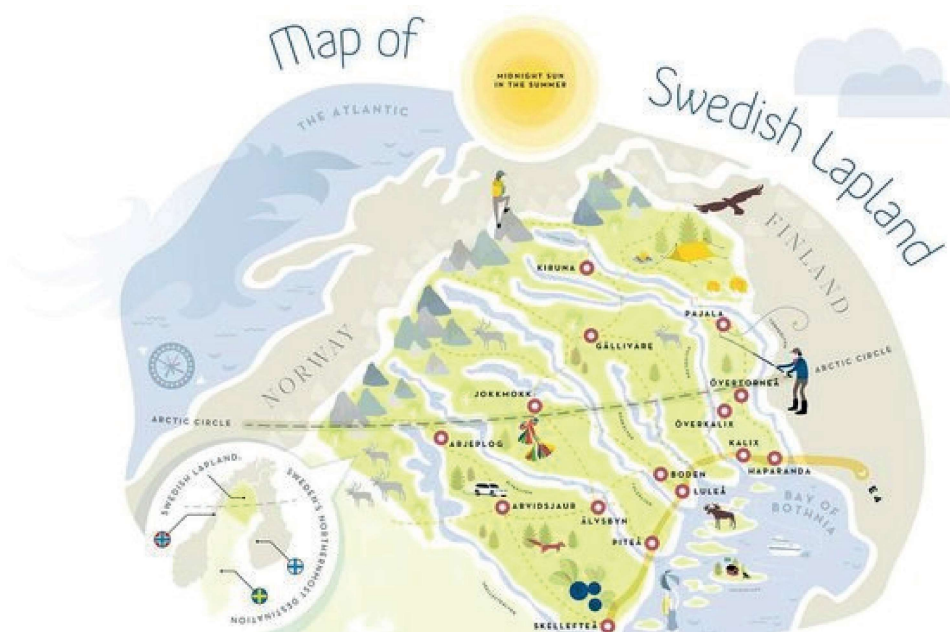 Map of
Swedish Lapland
MIDNIGHT SUN
IN THE SUMMER
THE ATLANTIC
FINLAND
NORWAY
KIRUNA
PAJALA
GÄLLIVARE
ARCTIC CIRCLE
ÖVERTORNEÅ
JOKKMOKK
ÖVERKALIX
ARCTIC CIRCLE
ARJEPLOG
KALIX
HAPARANDA
BODEN
LULEÅ
E4
BAY OF
BOTHNIA
ARVIDSJAUR
ÄLVSBYN
PITEÅ
SKELLEFTEÅ
SWEDISH LAPLAND:
SWEDEN'S NORTHERNMOST DESTINATION